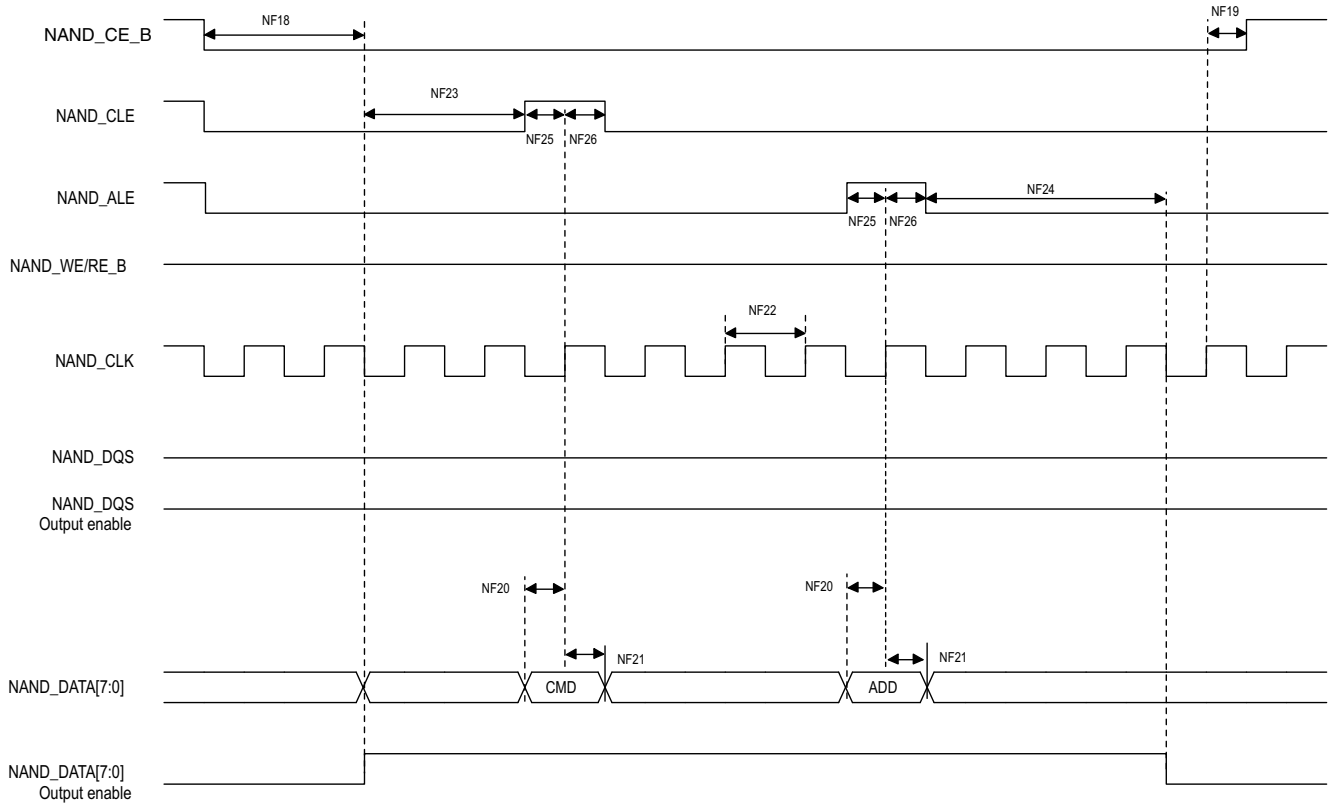 NF18
NF19
NAND_CE_B
NF23
NAND_CLE
NF25
NF26
NAND_ALE
NF24
NF25
NF26
NAND_WE/RE_B
NF22
NAND_CLK
NAND_DQS
NAND_DQS
Output enable
NF20
NF20
NF21
NF21
NAND_DATA[7:0]
CMD
ADD
NAND_DATA[7:0]
Output enable